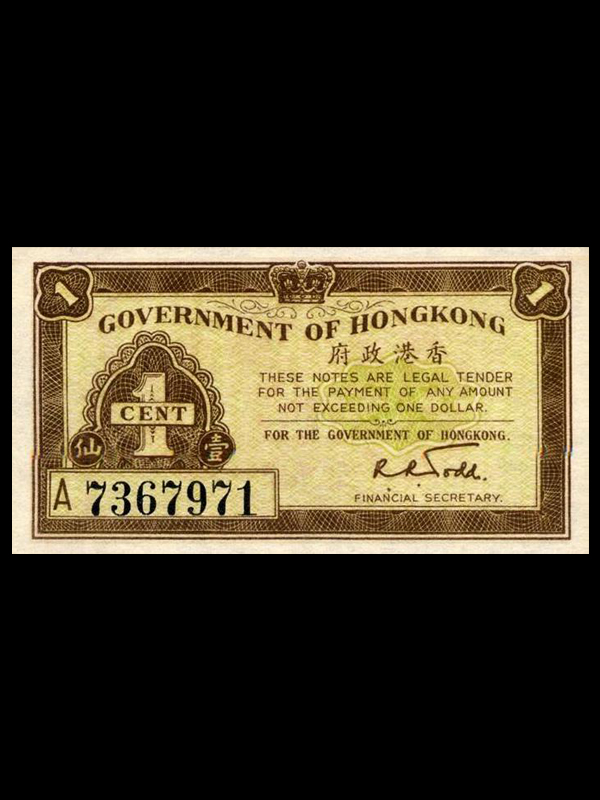 1 1
GOVERNMENT OF HONGKONG
府政港香
THESE NOTES ARE LEGAL TENDER
FOR THE PAYMENT OF ANY AMOUNT
NOT EXCEEDING ONE DOLLAR.
FOR THE GOVERNMENT OF HONGKONG.
R.R. Todd.
FINANCIAL SECRETARY.
1
CENT
仙 壹
A 7367971